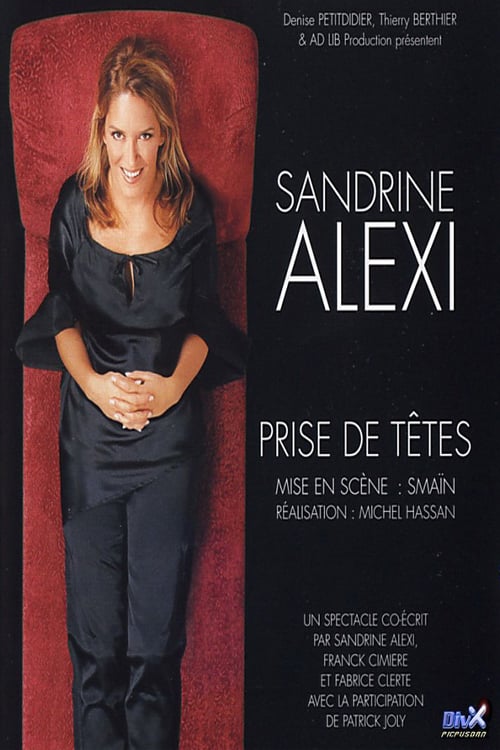 Denise PETITDIDIER, Thierry BERTHIER
& AD LIB Production présentent
SANDRINE
ALEXI
PRISE DE TÊTES
MISE EN SCÈNE : SMAÏN
RÉALISATION : MICHEL HASSAN
UN SPECTACLE CO-ÉCRIT
PAR SANDRINE ALEXI,
FRANCK CIMIERE
ET FABRICE CLERTE
AVEC LA PARTICIPATION
DE PATRICK JOLY
DivX
PICPUSDAN